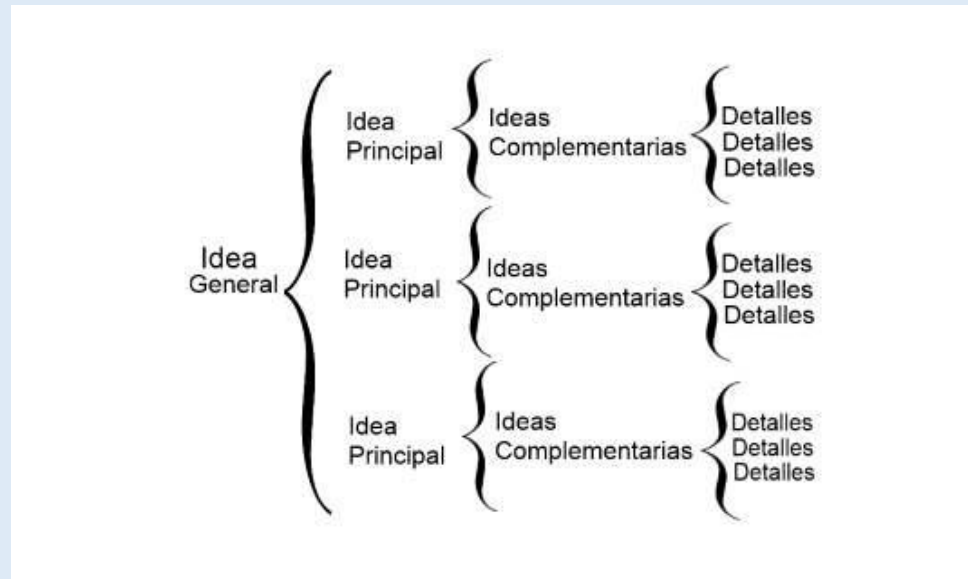 Idea
General
Idea
Principal
Ideas
Complementarias
Detalles
Detalles
Detalles
Idea
Principal
Ideas
Complementarias
Detalles
Detalles
Detalles
Idea
Principal
Ideas
Complementarias
Detalles
Detalles
Detalles